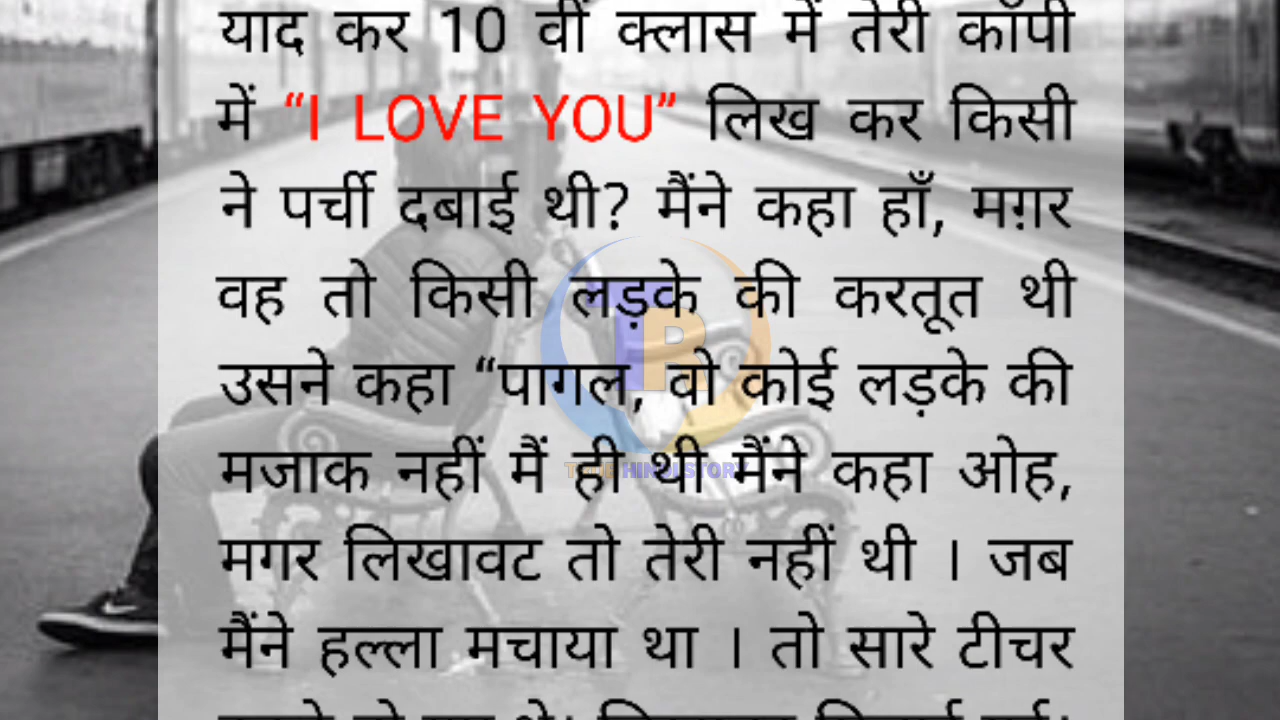 याद कर 10 वीं क्लास में तेरी कॉपी
में “I LOVE YOU” लिख कर किसी
ने पर्ची दबाई थी? मैंने कहा हाँ, मग़र
वह तो किसी लड़के की करतूत थी
उसने कहा “पागल, वो कोई लड़के की
मजाक नहीं मैं ही थी मैंने कहा ओह,
मगर लिखावट तो तेरी नहीं थी । जब
मैंने हल्ला मचाया था । तो सारे टीचर